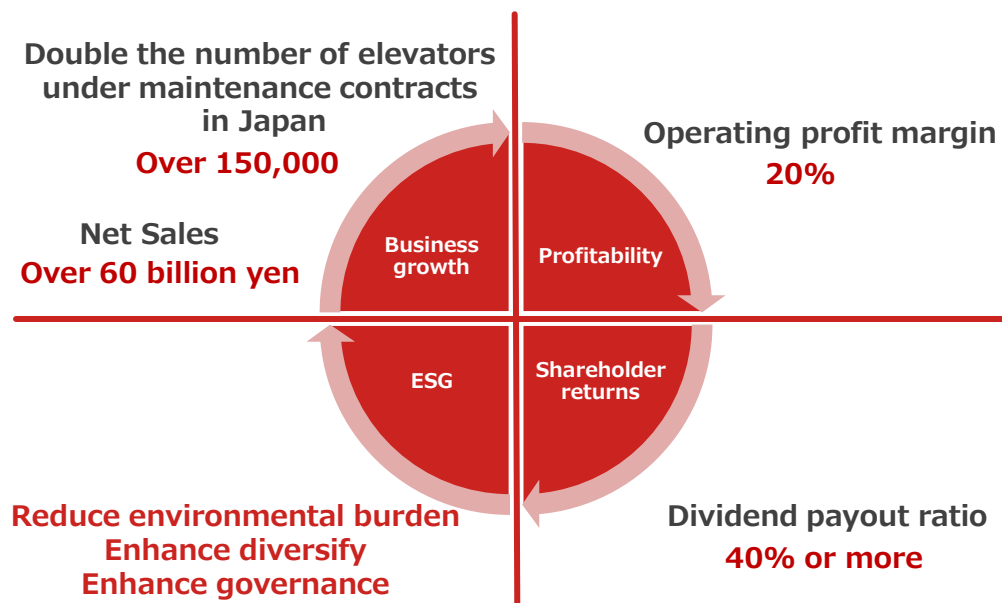 Double the number of elevators
under maintenance contracts
in Japan
Over 150,000
Net Sales
Over 60 billion yen
Operating profit margin
20%
Business
growth
Profitability
ESG
Shareholder
returns
Reduce environmental burden
Enhance diversify
Enhance governance
Dividend payout ratio
40% or more